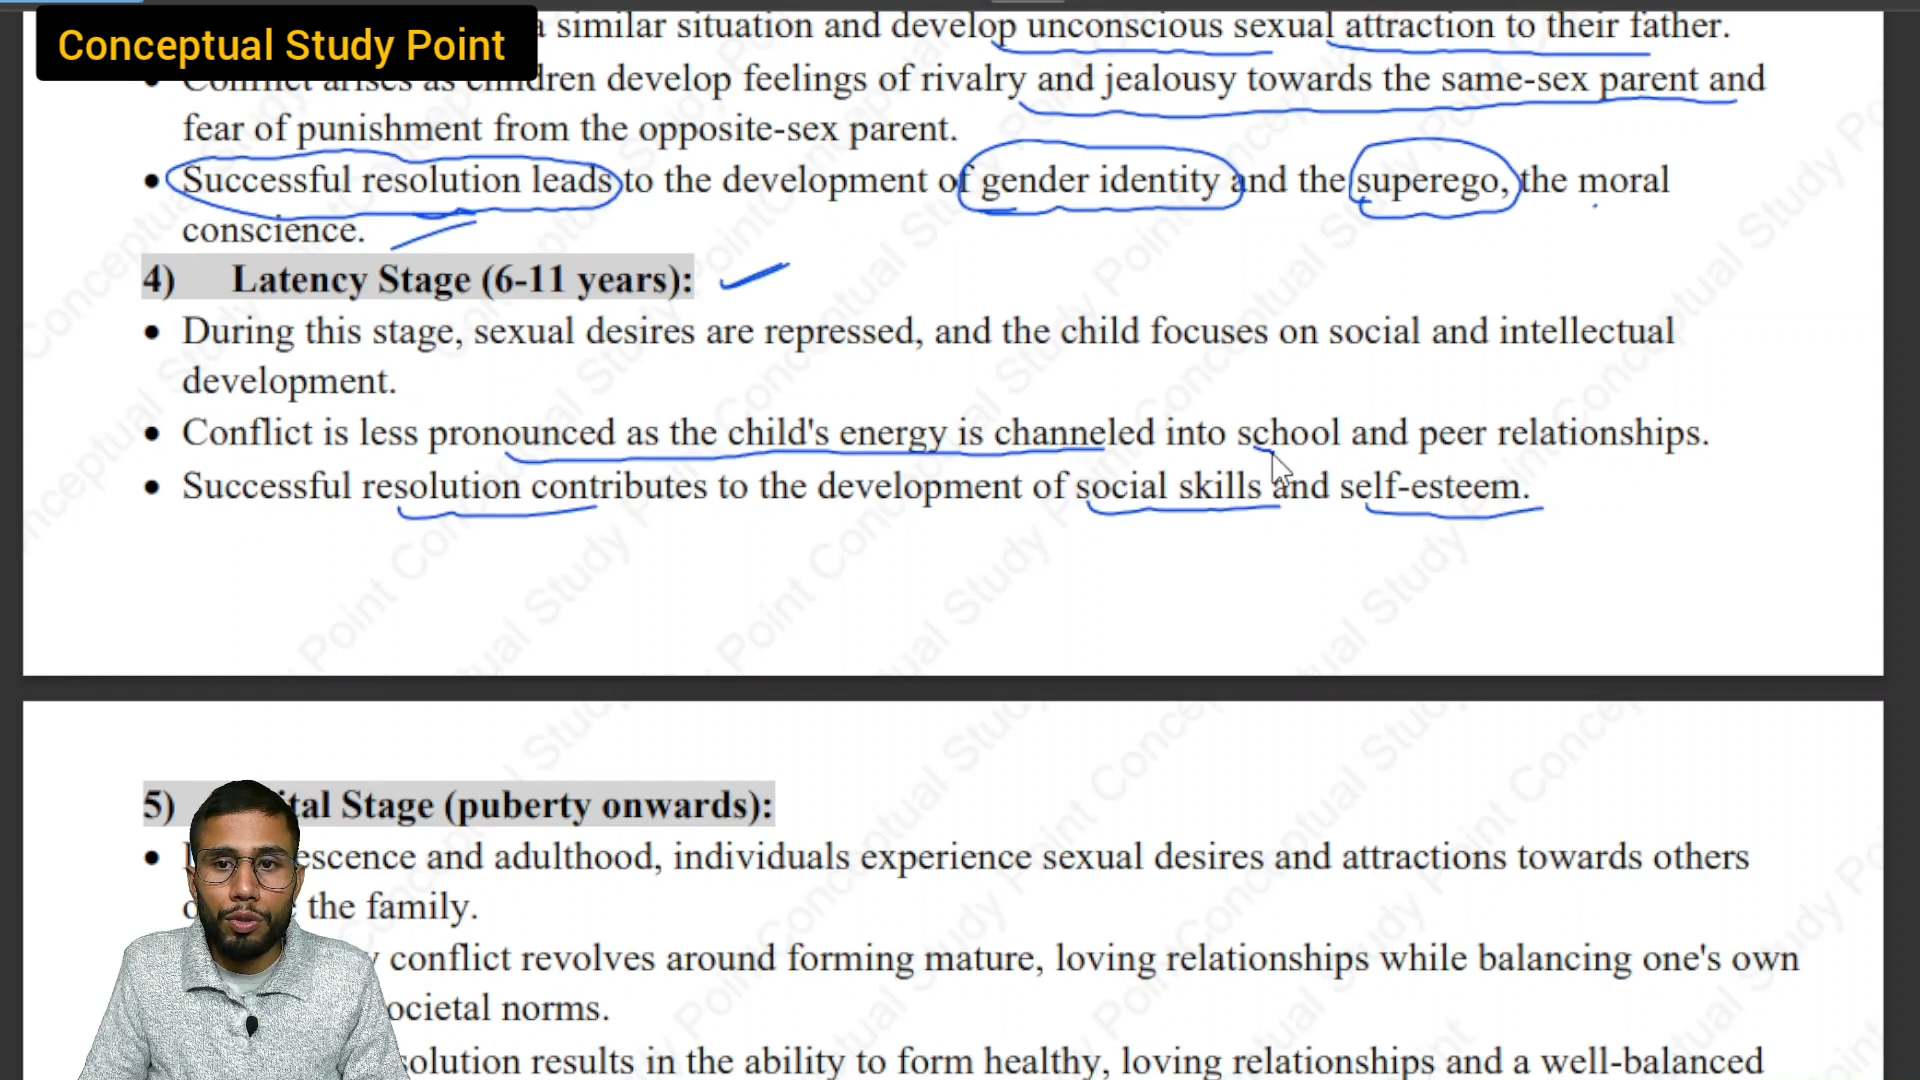 Conceptual Study Point
a similar situation and develop unconscious sexual attraction to their father.
• Conflict arises as children develop feelings of rivalry and jealousy towards the same-sex parent and
fear of punishment from the opposite-sex parent.
• Successful resolution leads to the development of gender identity and the superego, the moral
conscience.
4) Latency Stage (6-11 years):
• During this stage, sexual desires are repressed, and the child focuses on social and intellectual
development.
• Conflict is less pronounced as the child's energy is channeled into school and peer relationships.
• Successful resolution contributes to the development of social skills and self-esteem.
5) ital Stage (puberty onwards):
• escence and adulthood, individuals experience sexual desires and attractions towards others
the family.
conflict revolves around forming mature, loving relationships while balancing one's own
ocietal norms.
solution results in the ability to form healthy, loving relationships and a well-balanced